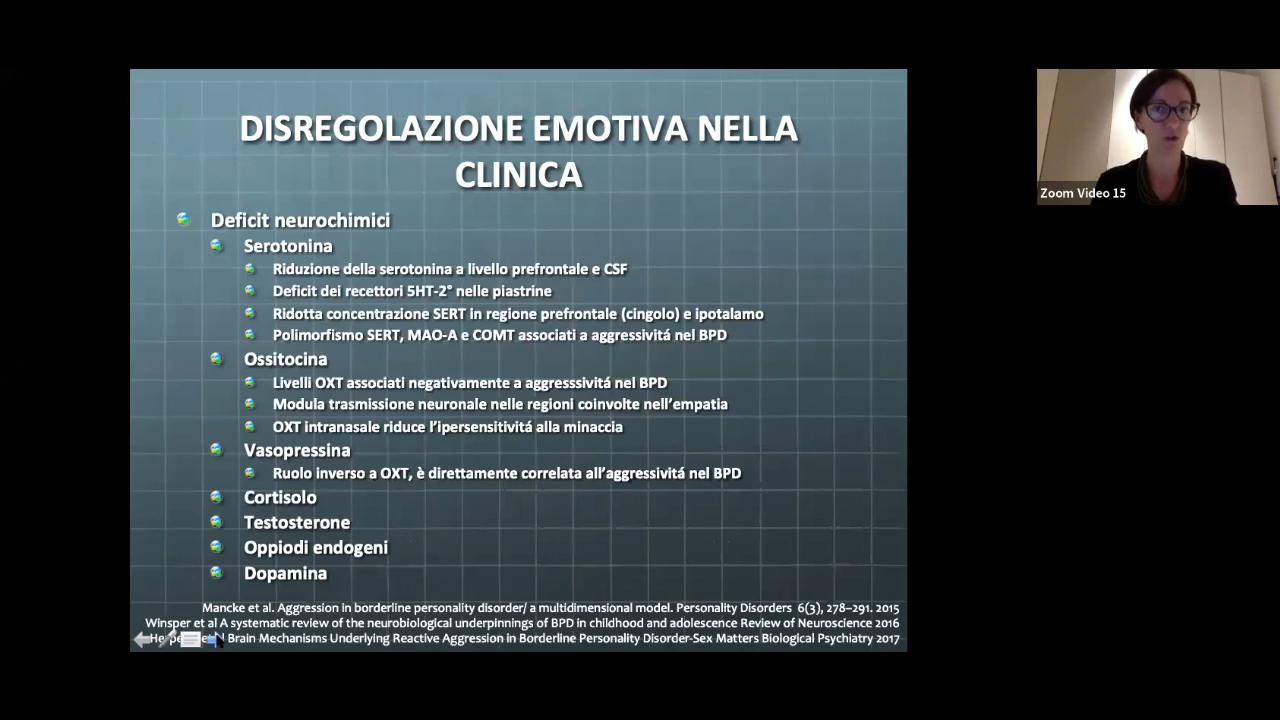 DISREGOLAZIONE EMOTIVA NELLA
CLINICA
Deficit neurochimici
Serotonina
Riduzione della serotonina a livello prefrontale e CSF
Deficit dei recettori 5HT-2° nelle piastrine
Ridotta concentrazione SERT in regione prefrontale (cingolo) e ipotalamo
Polimorfismo SERT, MAO-A e COMT associati a aggressivitá nel BPD
Ossitocina
Livelli OXT associati negativamente a aggresssivitá nel BPD
Modula trasmissione neuronale nelle regioni coinvolte nell'empatia
OXT intranasale riduce l'ipersensitivitá alla minaccia
Vasopressina
Ruolo inverso a OXT, è direttamente correlata all'aggressivitá nel BPD
Cortisolo
Testosterone
Oppiodi endogeni
Dopamina
Mancke et al. Aggression in borderline personality disorder/ a multidimensional model. Personality Disorders 6(3), 278–291. 2015
Winsper et al A systematic review of the neurobiological underpinnings of BPD in childhood and adolescence Review of Neuroscience 2016
Brain Mechanisms Underlying Reactive Aggression in Borderline Personality Disorder-Sex Matters Biological Psychiatry 2017
Zoom Video 15